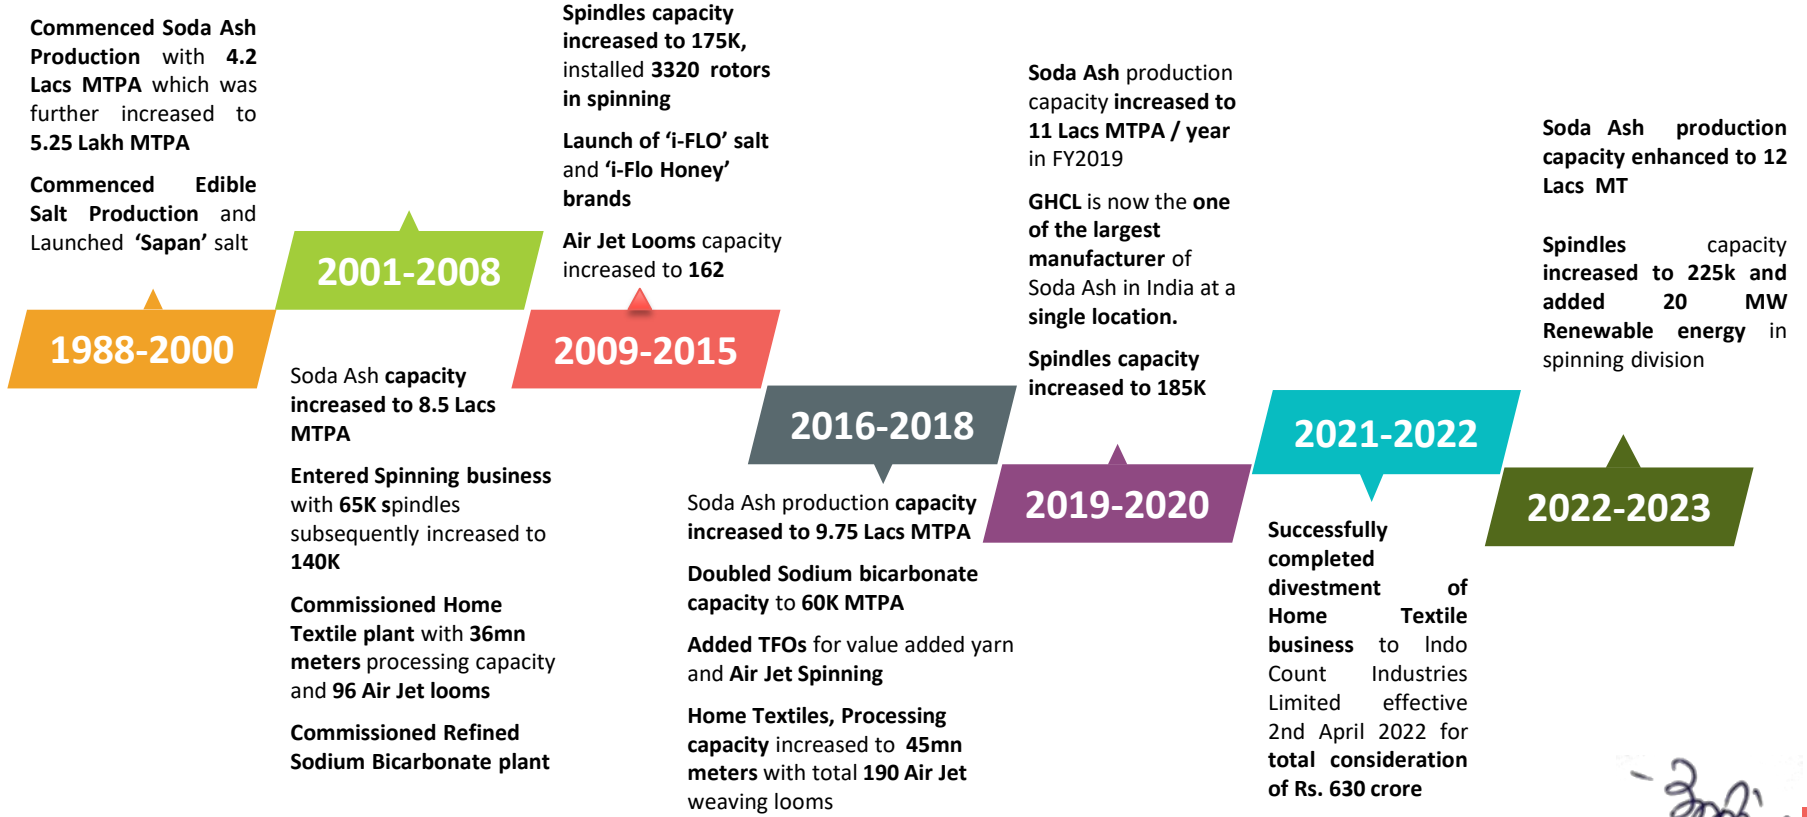 Commenced Soda Ash
Production with 4.2
Lacs MTPA which was
further increased to
5.25 Lakh MTPA
Commenced Edible
Salt Production and
Launched ‘Sapan’ salt
1988-2000
2001-2008
Soda Ash capacity
increased to 8.5 Lacs
MTPA
Entered Spinning business
with 65K spindles
subsequently increased to
140K
Commissioned Home
Textile plant with 36mn
meters processing capacity
and 96 Air Jet looms
Commissioned Refined
Sodium Bicarbonate plant
Spindles capacity
increased to 175K,
installed 3320 rotors
in spinning
Launch of ‘i-FLO’ salt
and ‘i-Flo Honey’
brands
Air Jet Looms capacity
increased to 162
2009-2015
2016-2018
Soda Ash production capacity
increased to 9.75 Lacs MTPA
Doubled Sodium bicarbonate
capacity to 60K MTPA
Added TFOs for value added yarn
and Air Jet Spinning
Home Textiles, Processing
capacity increased to 45mn
meters with total 190 Air Jet
weaving looms
Soda Ash production
capacity increased to
11 Lacs MTPA / year
in FY2019
GHCL is now the one
of the largest
manufacturer of
Soda Ash in India at a
single location.
Spindles capacity
increased to 185K
2019-2020
2021-2022
Successfully
completed
divestment of
Home Textile
business to Indo
Count Industries
Limited effective
2nd April 2022 for
total consideration
of Rs. 630 crore
Soda Ash production
capacity enhanced to 12
Lacs MT
Spindles capacity
increased to 225k and
added 20 MW
Renewable energy in
spinning division
2022-2023